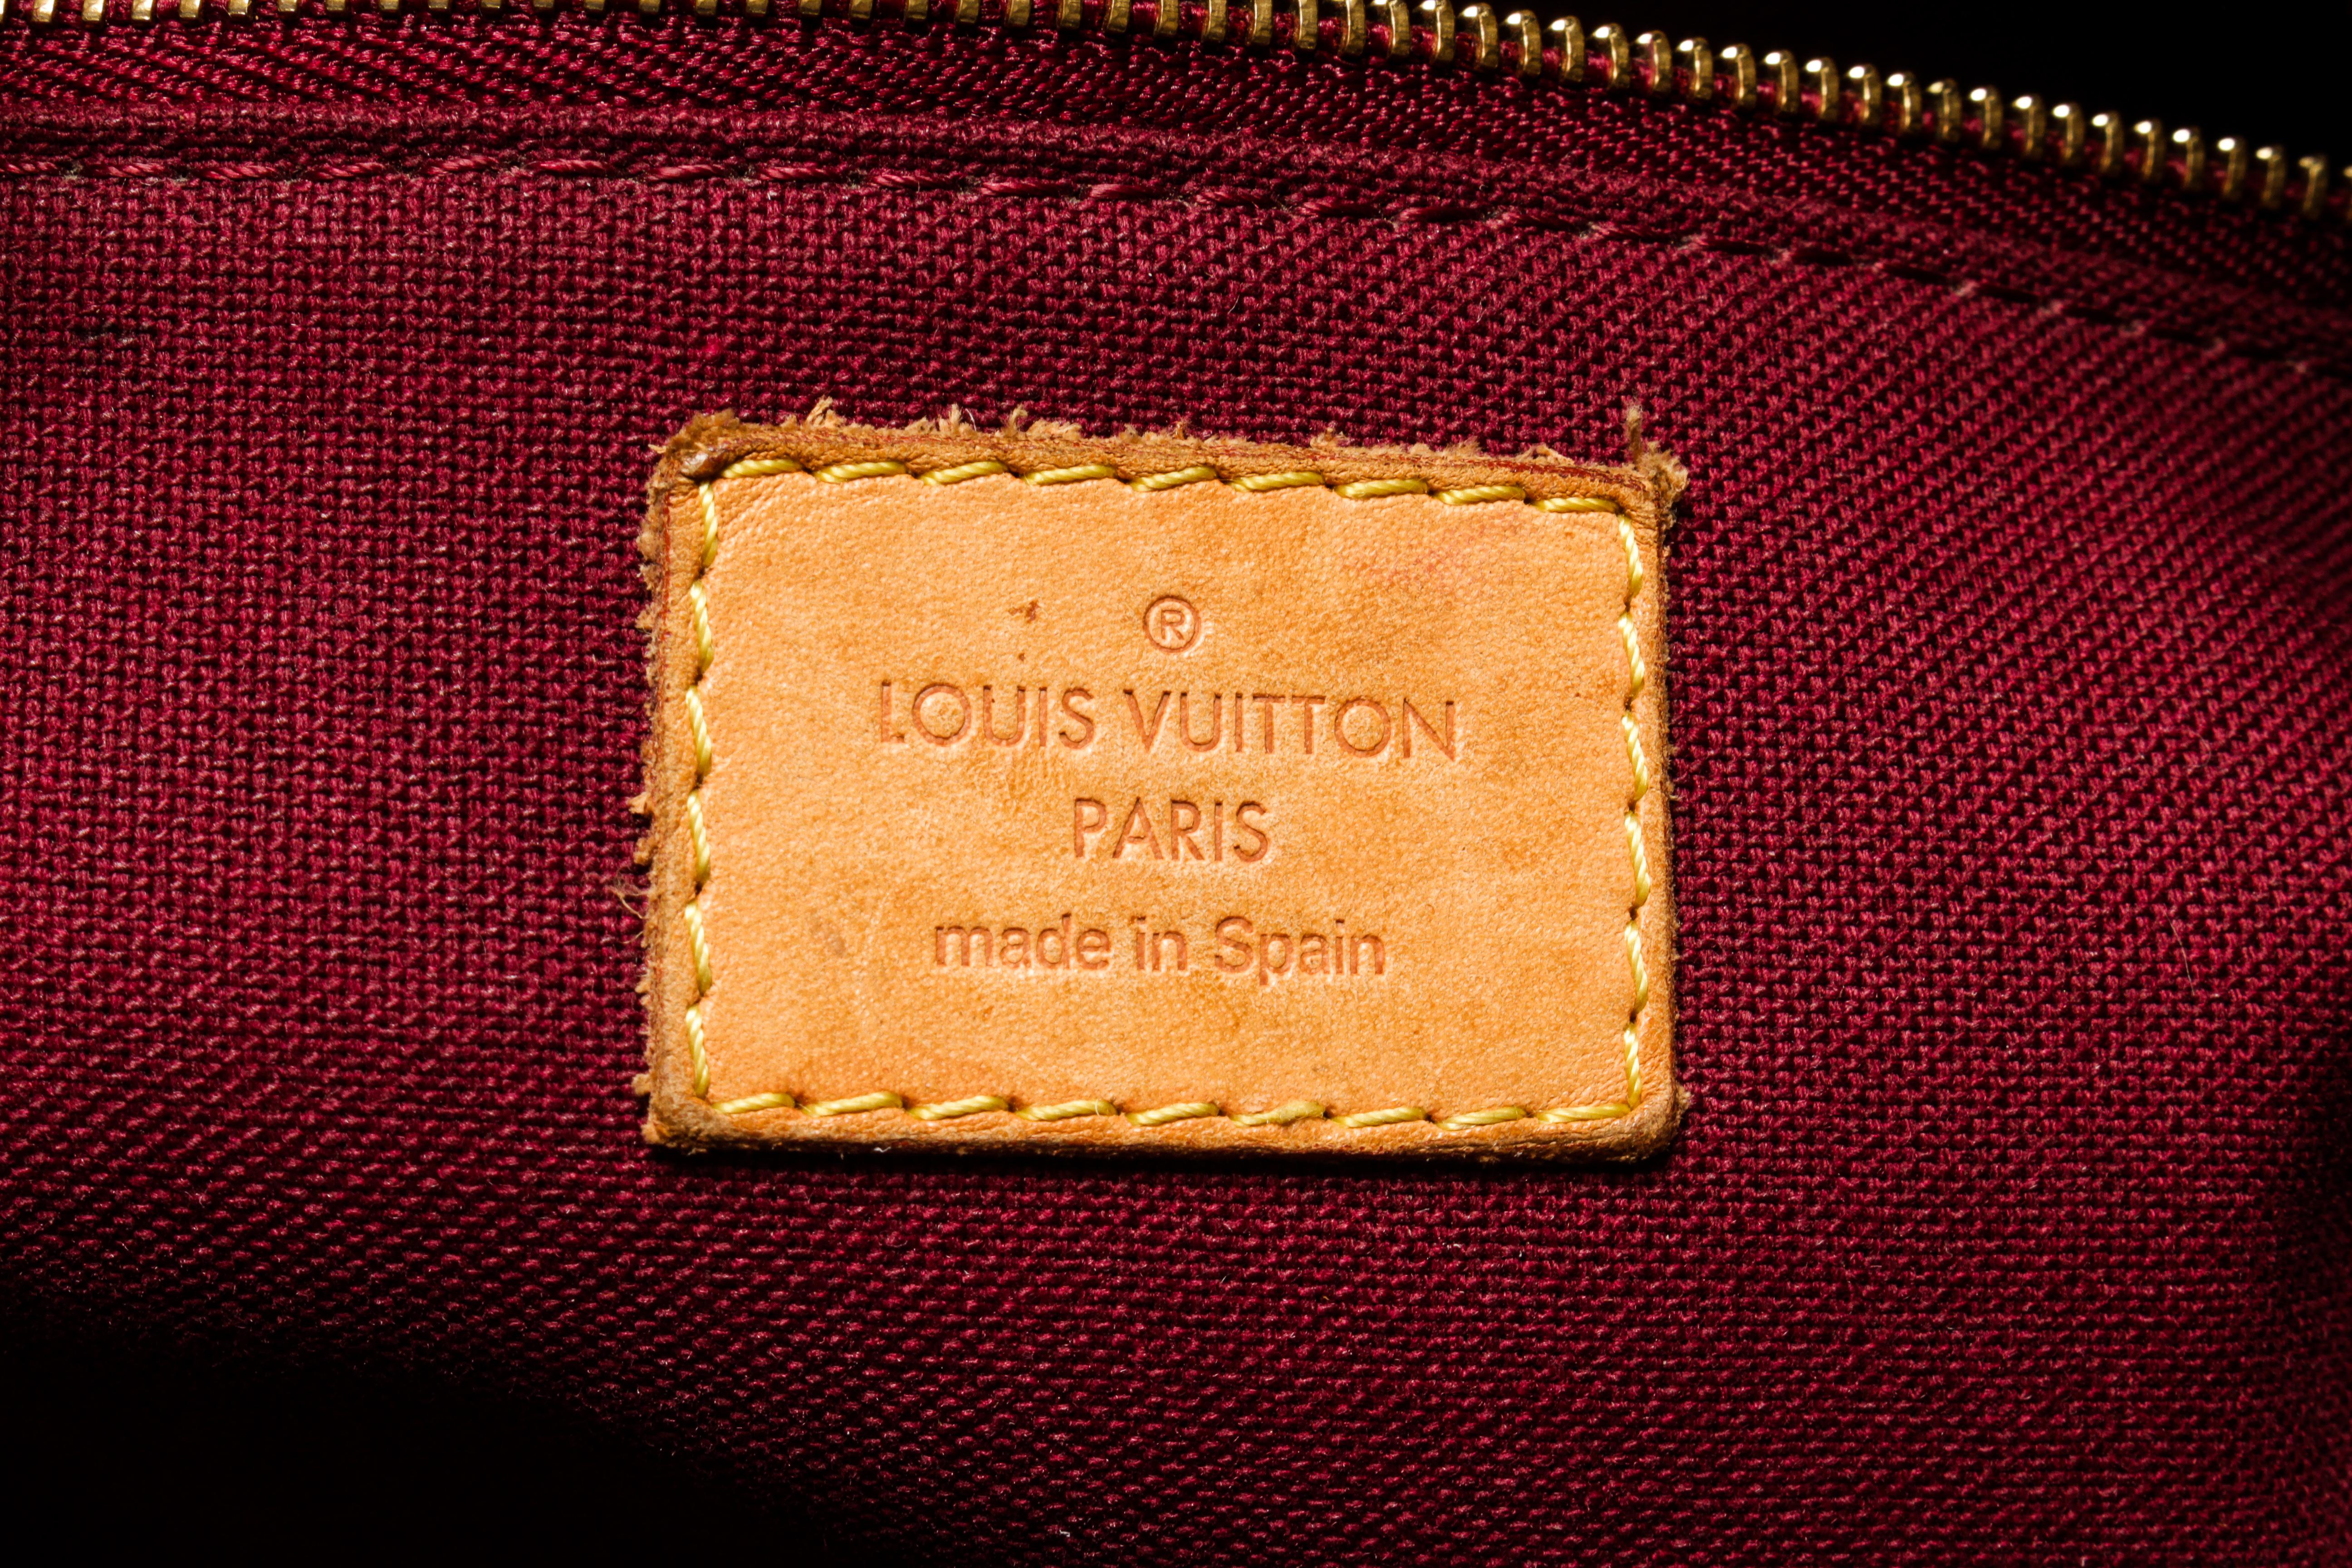 ®
LOUIS VUITTON
PARIS
made in Spain